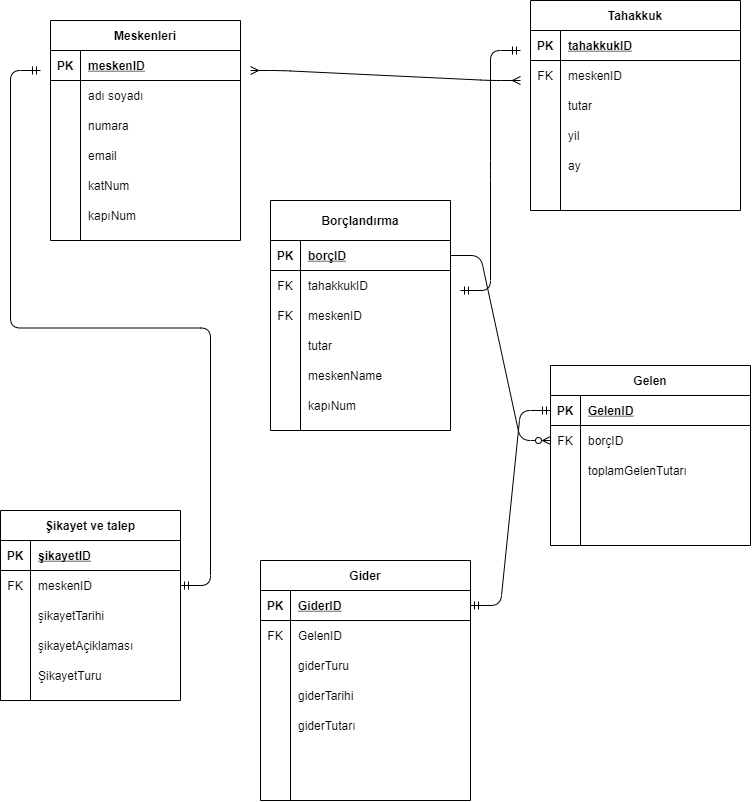 Meskenleri
PK meskenID
adı soyadı
numara
email
katNum
kapıNum
Tahakkuk
PK tahakkukID
FK meskenID
tutar
yil
ay
Borçlandırma
PK borçID
FK tahakkukID
FK meskenID
tutar
meskenName
kapıNum
Gelen
PK GelenID
FK borçID
toplamGelenTutarı
Şikayet ve talep
PK şikayetID
FK meskenID
şikayetTarihi
şikayetAçiklaması
ŞikayetTuru
Gider
PK GiderID
FK GelenID
giderTuru
giderTarihi
giderTutarı